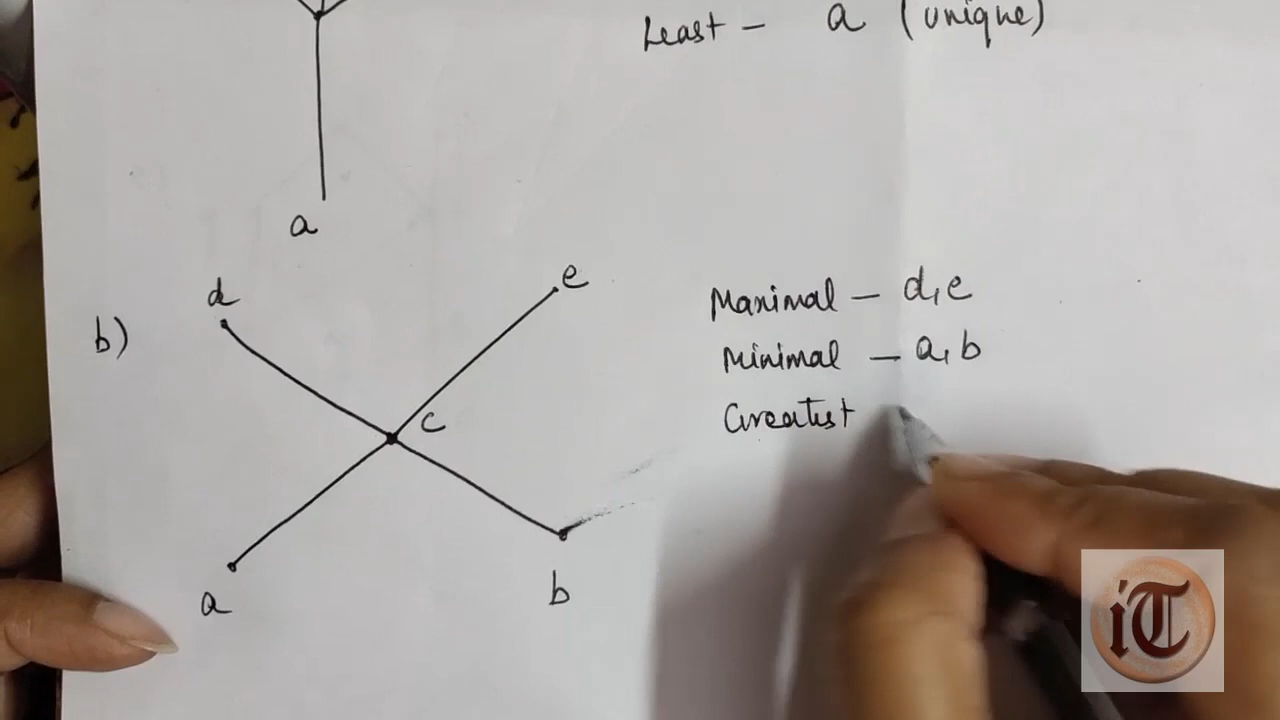 Least - a (unique)
a
d
e
b)
c
a
b
Maximal - d, e
Minimal - a, b
Greatest
iT